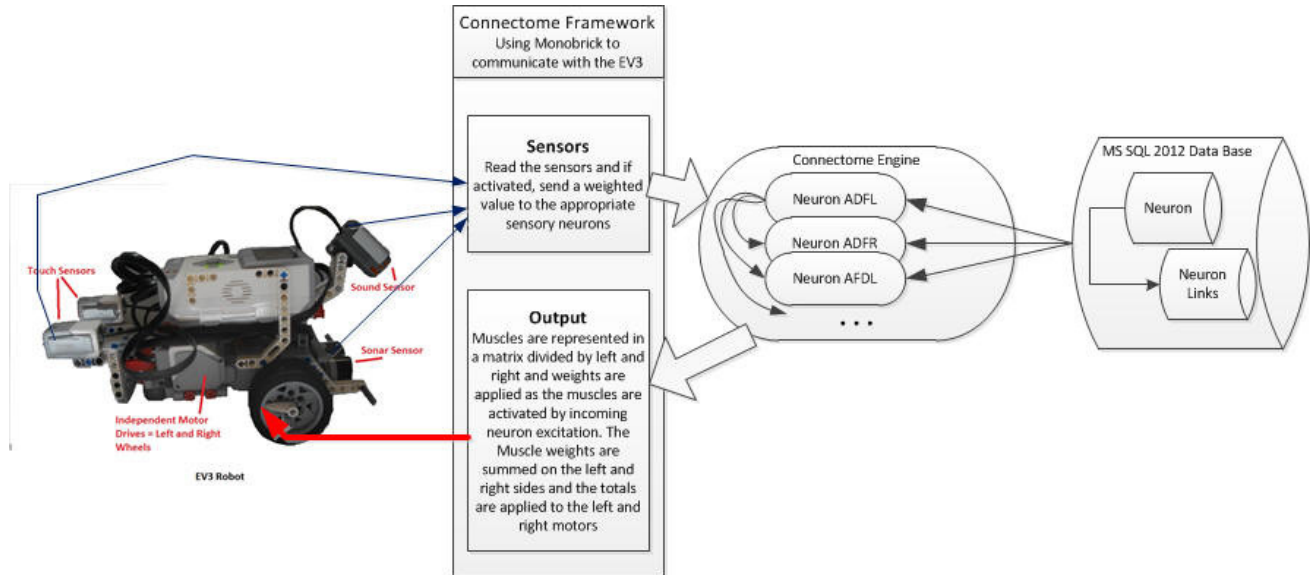 Connectome Framework
Using Monobrick to
communicate with the EV3
Sensors
Read the sensors and if
activated, send a weighted
value to the appropriate
sensory neurons
Output
Muscles are represented in
a matrix divided by left and
right and weights are
applied as the muscles are
activated by incoming
neuron excitation. The
Muscle weights are
summed on the left and
right sides and the totals
are applied to the left and
right motors
Touch Sensors
Sound Sensor
Sonar Sensor
Independent Motor
Drives = Left and Right
Wheels
EV3 Robot
Connectome Engine
Neuron ADFL
Neuron ADFR
Neuron AFDL
...
MS SQL 2012 Data Base
Neuron
Neuron
Links